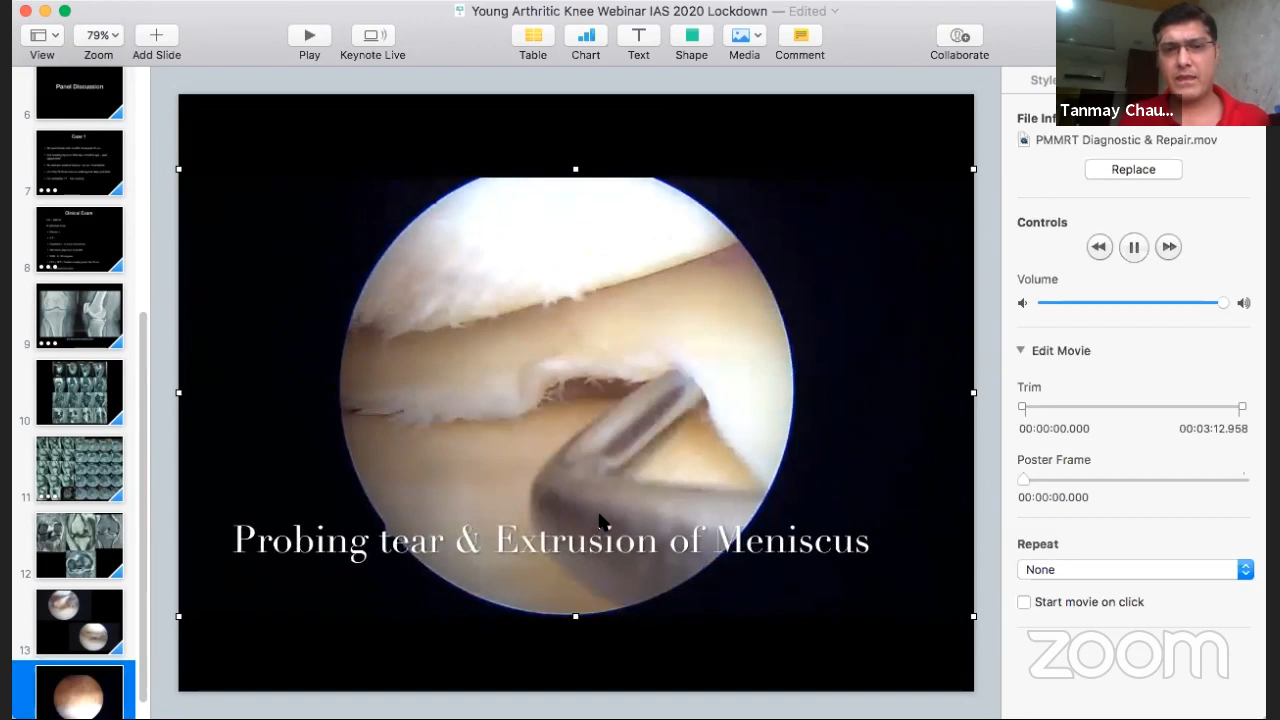 Young Arthritic Knee Webinar IAS 2020 Lockdown — Edited
79%
View
Zoom
Add Slide
Play
Keynote Live
Table
Chart
Text
Shape
Media
Comment
Collaborate
Tanmay Chau...
Panel Discussion
6
Case 1
7
Clinical Exam
8
9
10
11
12
13
Probing tear & Extrusion of Meniscus
Style
File Inf
PMMRT Diagnostic & Repair.mov
Replace
Controls
Volume
Edit Movie
Trim
00:00:00.000
00:03:12.958
Poster Frame
00:00:00.000
Repeat
None
Start movie on click
zoom